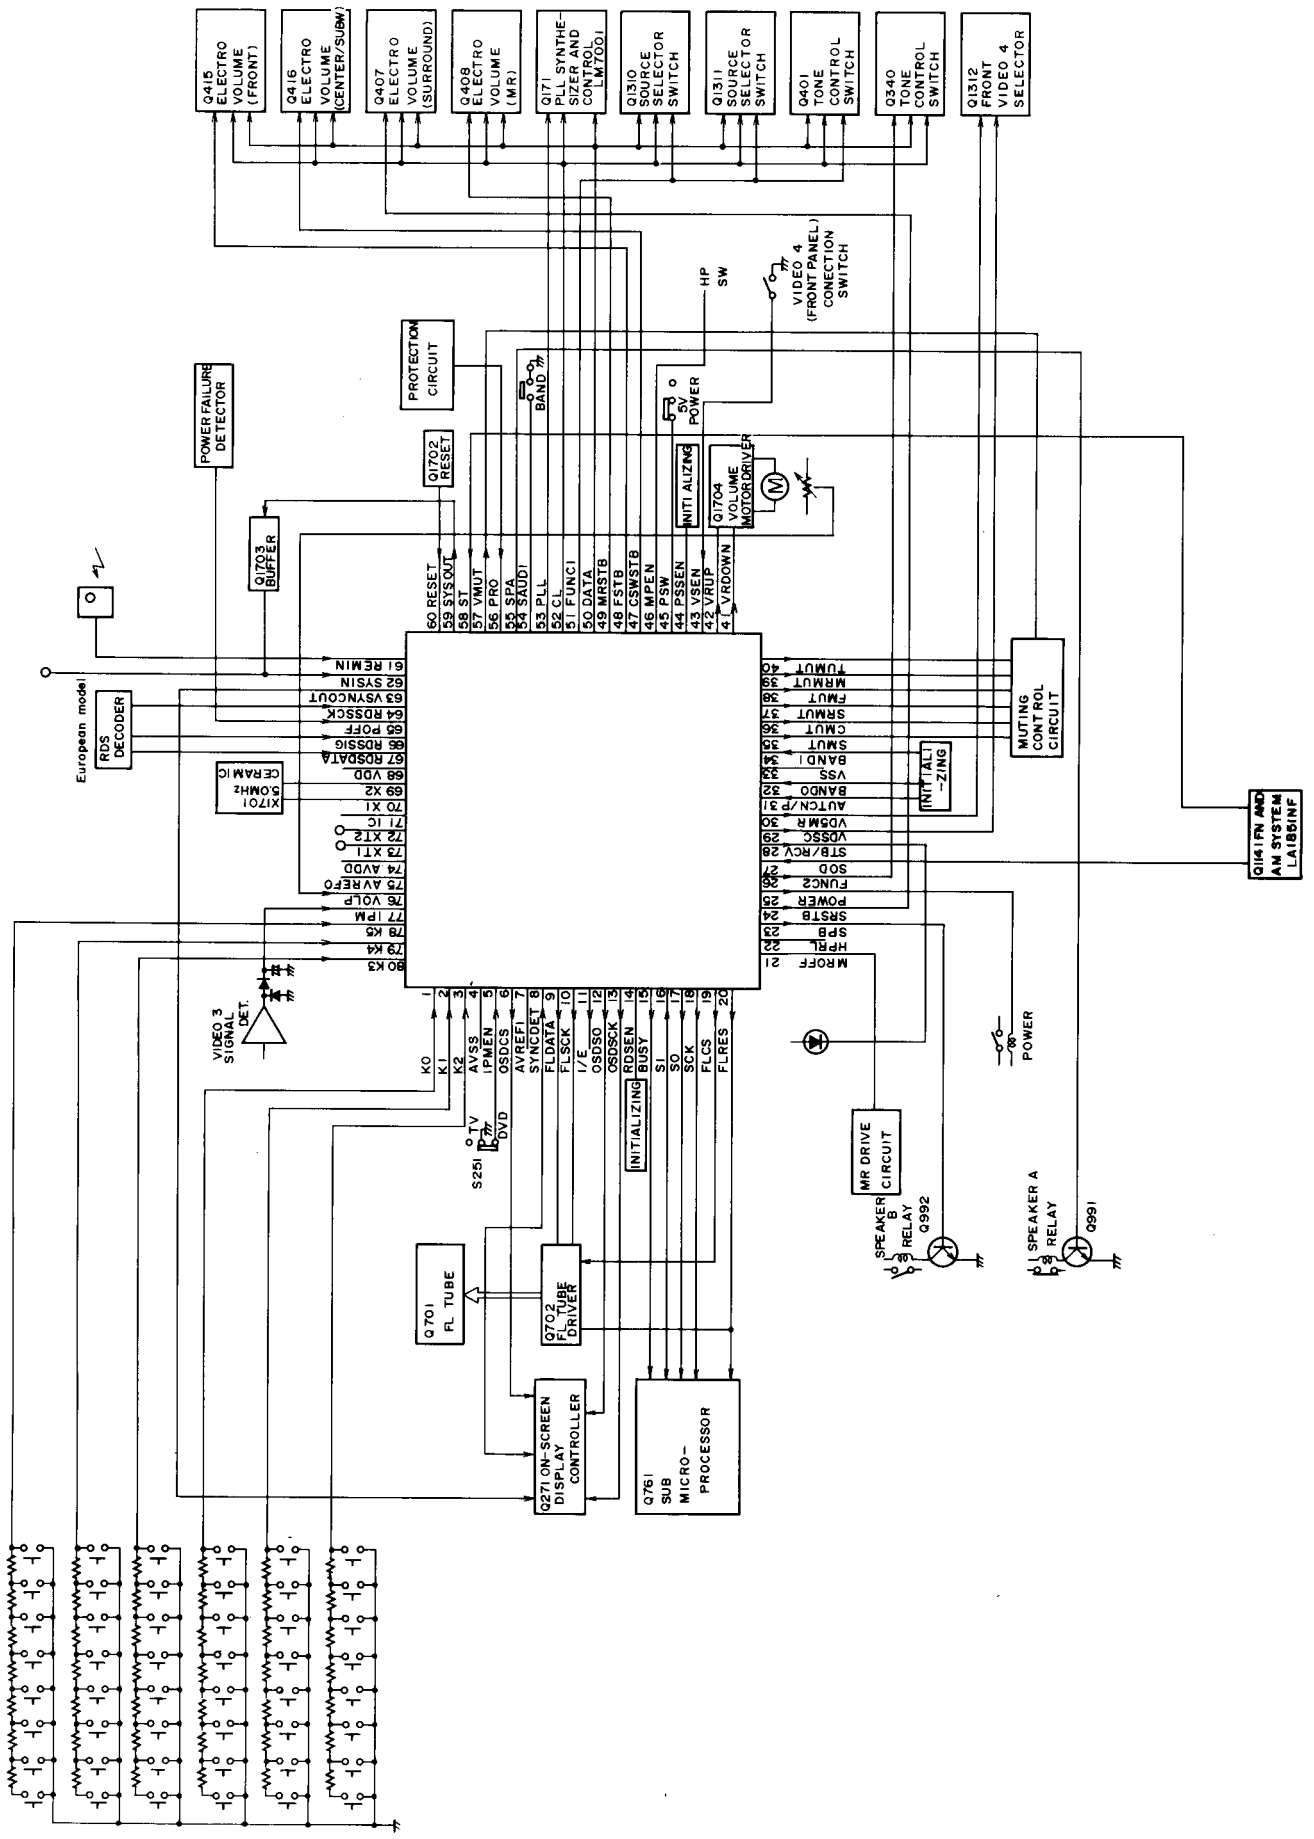 Q415
ELECTRO
VOLUME
(FRONT)
Q416
ELECTRO
VOLUME
(CENTER/SUBW)
Q407
ELECTRO
VOLUME
(SURROUND)
Q408
ELECTRO
VOLUME
(MR)
Q171
PLL SYNTHE-
SIZER AND
CONTROL
LM7001
Q1310
SOURCE
SELECTOR
SWITCH
Q1311
SOURCE
SELECTOR
SWITCH
Q401
TONE
CONTROL
SWITCH
Q340
TONE
CONTROL
SWITCH
Q1312
FRONT
VIDEO 4
SELECTOR
POWER FAILURE
DETECTOR
PROTECTION
CIRCUIT
BAND
HP
SW
VIDEO 4
(FRONT PANEL)
CONECTION
SWITCH
5V
POWER
Q1702
RESET
INITIALIZING
Q1704
VOLUME
MOTORDRIVER
M
Q1703
BUFFER
European model
RDS
DECODER
X1701
5.0MHz
CERAMIC
60 RESET
59 SYSOUT
58 ST
57 VMUT
56 PRO
55 SPA
54 SAUDI
53 PLL
52 CL
51 FUNC1
50 DATA
49 MRSTB
48 FSTB
47 CSWSTB
46 MPEN
45 PSW
44 PSSEN
43 VSEN
42 VRUP
41 VRDOWN
61 REMIN
62 SYSIN
63 VSYNCOUT
64 RDSSCK
65 POFF
66 RDSSIG
67 RDSDATA
68 VDD
69 X2
70 X1
71 IC
72 XT2
73 XT1
74 AVDD
75 AVREFO
76 VOLP
77 IPM
78 K5
79 K4
80 K3
40 TUMUT
39 MRMUT
38 FMUT
37 SRMUT
36 CMUT
35 SMUT
34 BAND1
33 VSS
32 BANDO
31 AUTCN/P
30 VD5MR
29 VDSSC
28 STB/RCV
27 SOD
26 FUNC2
25 POWER
24 SRSTB
23 SPB
22 HPRL
21 MROFF
1 K0
2 K1
3 K2
4 AVSS
5 IPMEN
6 OSDCS
7 AVREF1
8 SYNCDET
9 FLDATA
10 FLSCK
11 I/E
12 OSDSO
13 OSDSCK
14 RDSEN
15 BUSY
16 SI
17 SO
18 SCK
19 FLCS
20 FLRES
MUTING
CONTROL
CIRCUIT
INITIALI
-ZING
Q1141 FN AND
AM SYSTEM
LA1851NF
VIDEO 3
SIGNAL
DET.
S251
TV
DVD
INITIALIZING
POWER
MR DRIVE
CIRCUIT
SPEAKER
B
RELAY
Q992
SPEAKER A
RELAY
Q991
Q701
FL TUBE
Q702
FL TUBE
DRIVER
Q271 ON-SCREEN
DISPLAY
CONTROLLER
Q761
SUB
MICRO-
PROCESSOR